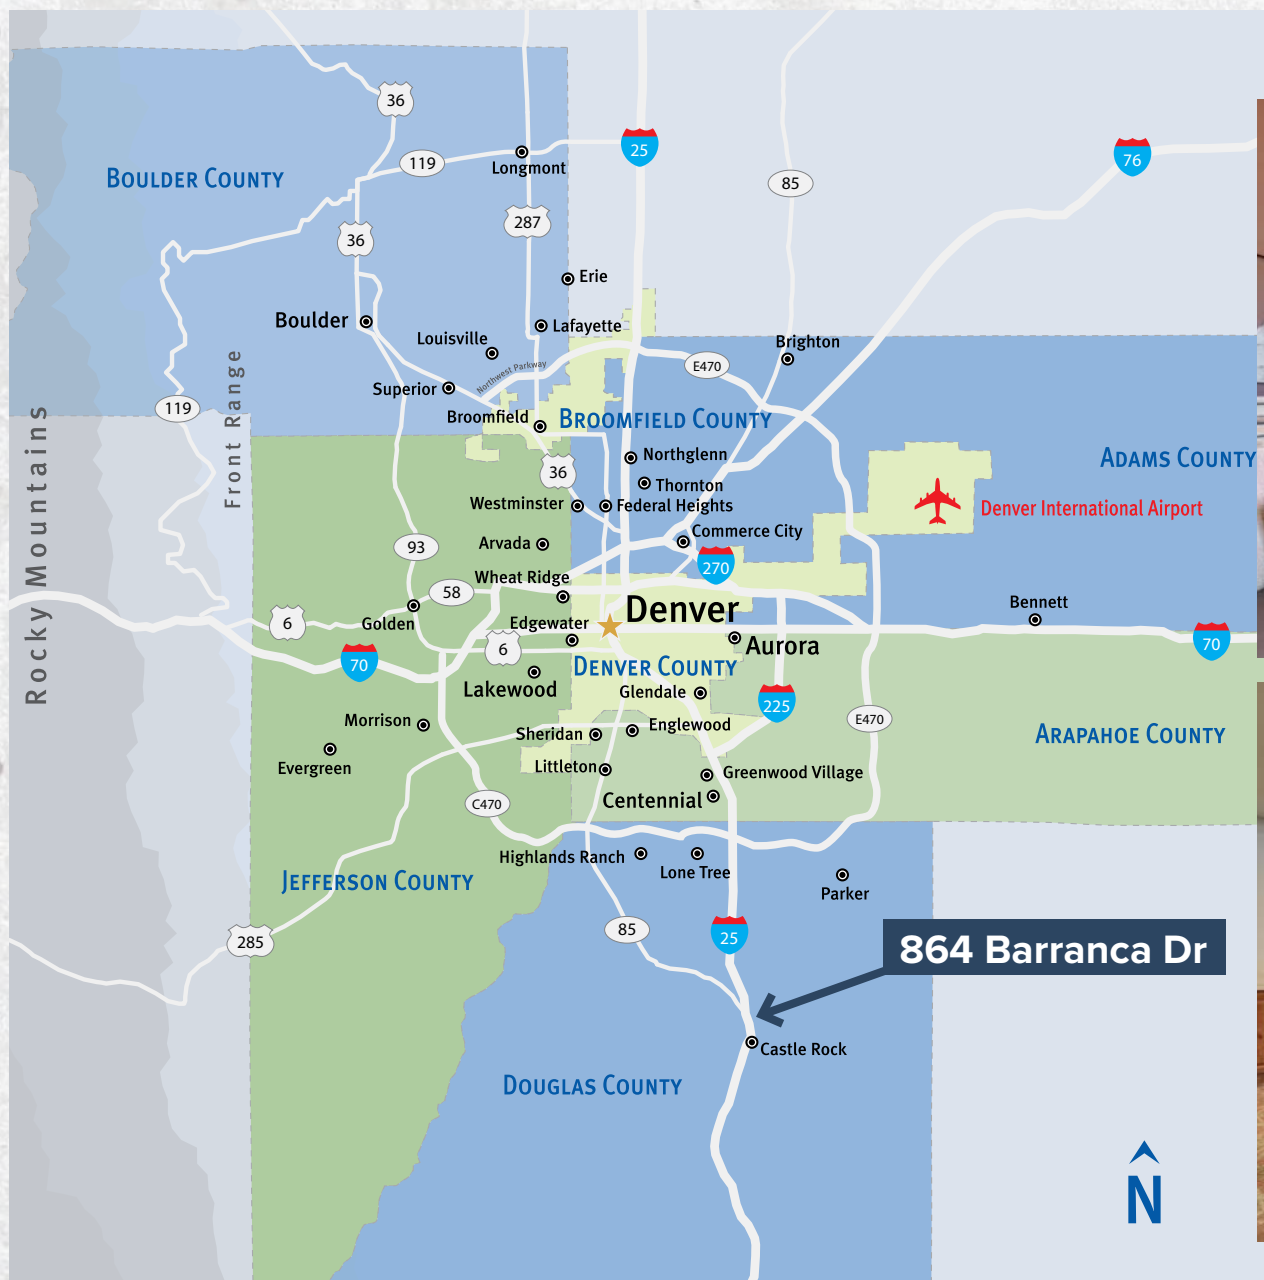 36
119
Longmont
25
76
BOULDER COUNTY
85
287
36
Erie
Boulder
Lafayette
Louisville
Brighton
Northwest Parkway
E470
Superior
119
Broomfield
BROOMFIELD COUNTY
Rocky Mountains
Front Range
Northglenn
ADAMS COUNTY
36
Thornton
Westminster
Federal Heights
Denver International Airport
Commerce City
Arvada
93
270
Wheat Ridge
58
Denver
Bennett
Golden
6
Edgewater
70
6
Aurora
70
DENVER COUNTY
Lakewood
Glendale
225
Morrison
Englewood
E470
Sheridan
ARAPAHOE COUNTY
Evergreen
Littleton
Greenwood Village
C470
Centennial
Highlands Ranch
Lone Tree
JEFFERSON COUNTY
Parker
85
25
285
864 Barranca Dr
Castle Rock
DOUGLAS COUNTY
N